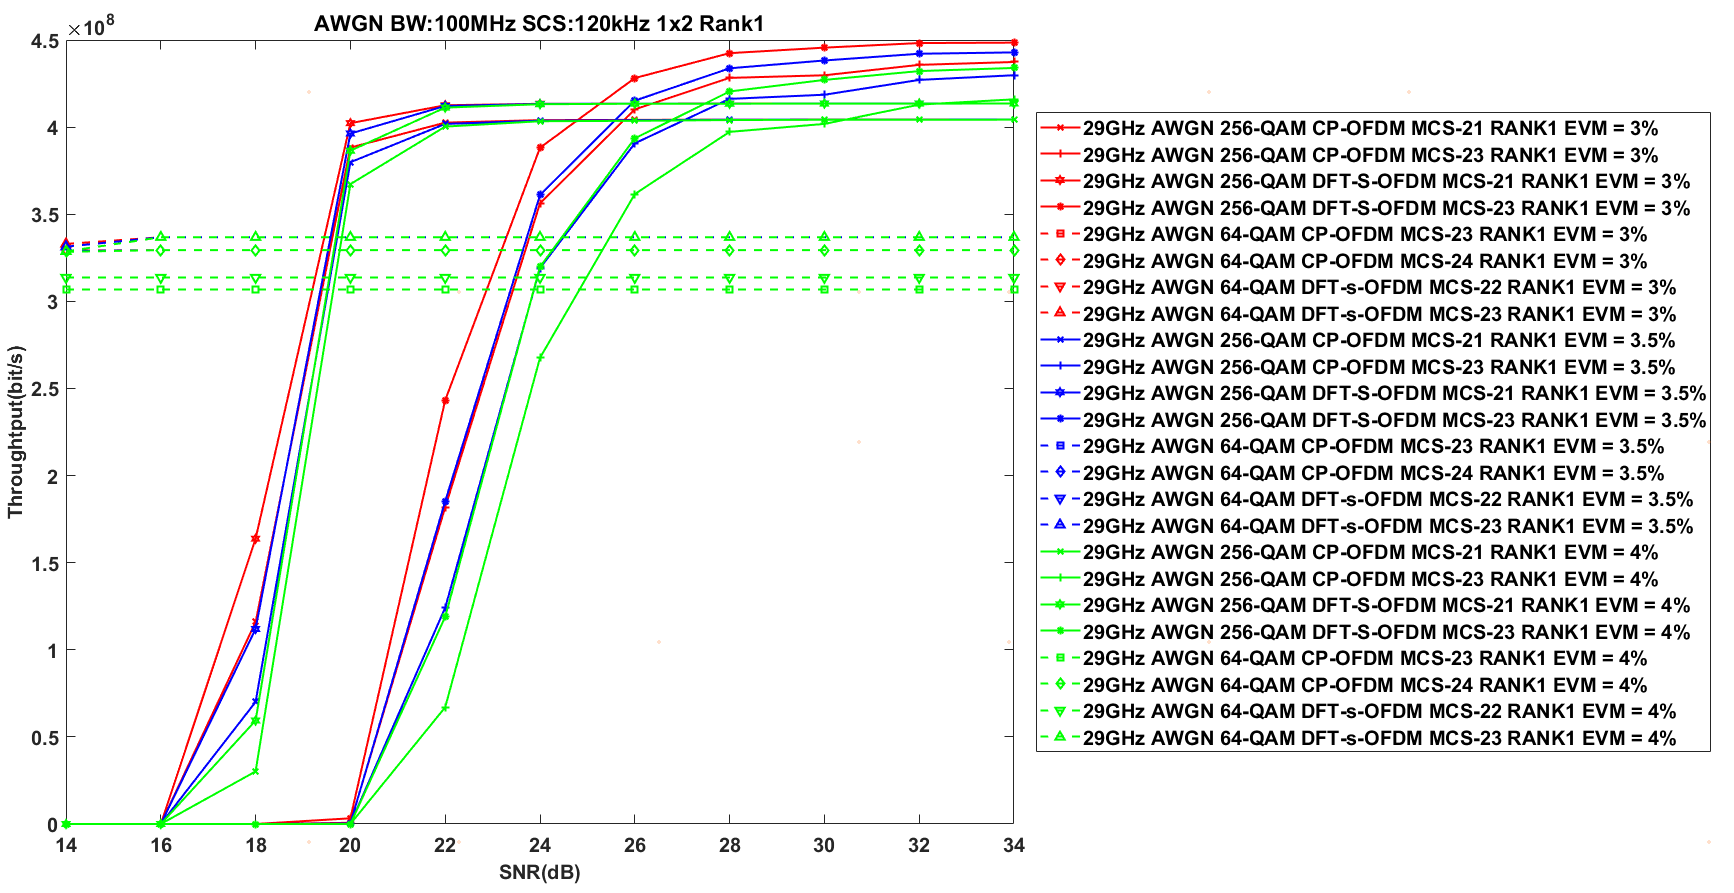 AWGN BW:100MHz SCS:120kHz 1x2 Rank1
×10^8
4.5
4
3.5
3
2.5
2
1.5
1
0.5
0
Throughtput(bit/s)
14 16 18 20 22 24 26 28 30 32 34
SNR(dB)
29GHz AWGN 256-QAM CP-OFDM MCS-21 RANK1 EVM = 3%
29GHz AWGN 256-QAM CP-OFDM MCS-23 RANK1 EVM = 3%
29GHz AWGN 256-QAM DFT-S-OFDM MCS-21 RANK1 EVM = 3%
29GHz AWGN 256-QAM DFT-S-OFDM MCS-23 RANK1 EVM = 3%
29GHz AWGN 64-QAM CP-OFDM MCS-23 RANK1 EVM = 3%
29GHz AWGN 64-QAM CP-OFDM MCS-24 RANK1 EVM = 3%
29GHz AWGN 64-QAM DFT-s-OFDM MCS-22 RANK1 EVM = 3%
29GHz AWGN 64-QAM DFT-s-OFDM MCS-23 RANK1 EVM = 3%
29GHz AWGN 256-QAM CP-OFDM MCS-21 RANK1 EVM = 3.5%
29GHz AWGN 256-QAM CP-OFDM MCS-23 RANK1 EVM = 3.5%
29GHz AWGN 256-QAM DFT-S-OFDM MCS-21 RANK1 EVM = 3.5%
29GHz AWGN 256-QAM DFT-S-OFDM MCS-23 RANK1 EVM = 3.5%
29GHz AWGN 64-QAM CP-OFDM MCS-23 RANK1 EVM = 3.5%
29GHz AWGN 64-QAM CP-OFDM MCS-24 RANK1 EVM = 3.5%
29GHz AWGN 64-QAM DFT-s-OFDM MCS-22 RANK1 EVM = 3.5%
29GHz AWGN 64-QAM DFT-s-OFDM MCS-23 RANK1 EVM = 3.5%
29GHz AWGN 256-QAM CP-OFDM MCS-21 RANK1 EVM = 4%
29GHz AWGN 256-QAM CP-OFDM MCS-23 RANK1 EVM = 4%
29GHz AWGN 256-QAM DFT-S-OFDM MCS-21 RANK1 EVM = 4%
29GHz AWGN 256-QAM DFT-S-OFDM MCS-23 RANK1 EVM = 4%
29GHz AWGN 64-QAM CP-OFDM MCS-23 RANK1 EVM = 4%
29GHz AWGN 64-QAM CP-OFDM MCS-24 RANK1 EVM = 4%
29GHz AWGN 64-QAM DFT-s-OFDM MCS-22 RANK1 EVM = 4%
29GHz AWGN 64-QAM DFT-s-OFDM MCS-23 RANK1 EVM = 4%